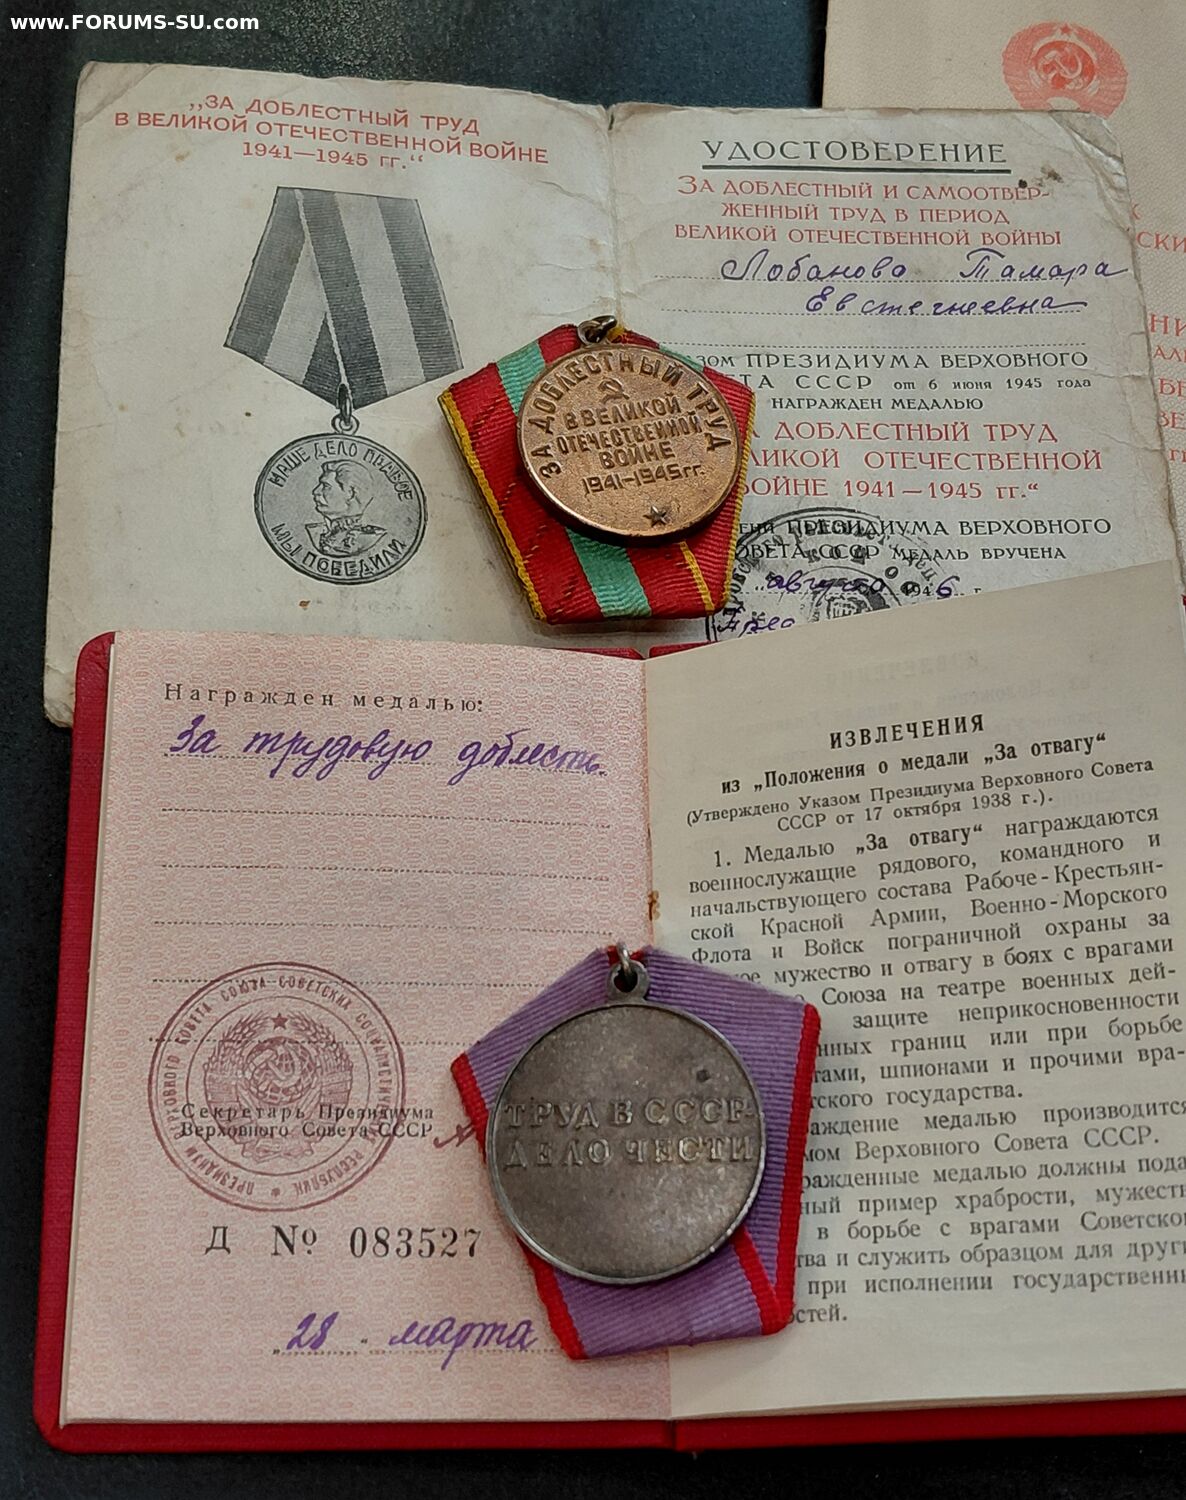 www.FORUMS-SU.com
„ЗА ДОБЛЕСТНЫЙ ТРУД
В ВЕЛИКОЙ ОТЕЧЕСТВЕННОЙ ВОЙНЕ
1941—1945 гг.“
НАШЕ ДЕЛО ПРАВОЕ
МЫ ПОБЕДИЛИ
УДОСТОВЕРЕНИЕ
ЗА ДОБЛЕСТНЫЙ И САМООТВЕР-
ЖЕННЫЙ ТРУД В ПЕРИОД
ВЕЛИКОЙ ОТЕЧЕСТВЕННОЙ ВОЙНЫ
Лобанова Тамара
Евстегнеевна
ПРЕЗИДИУМА ВЕРХОВНОГО
СССР от 6 июня 1945 года
НАГРАЖДЕН МЕДАЛЬЮ
ДОБЛЕСТНЫЙ ТРУД
ОТЕЧЕСТВЕННОЙ
1941—1945 гг.“
ПРЕЗИДИУМА ВЕРХОВНОГО
СССР МЕДАЛЬ ВРУЧЕНА
августа 194 6 г.
ЗА ДОБЛЕСТНЫЙ ТРУД
В ВЕЛИКОЙ
ОТЕЧЕСТВЕННОЙ
ВОЙНЕ
1941-1945 гг.
Награжден медалью:
За трудовую доблесть.
Секретарь Президиума
Верховного Совета СССР
Д № 083527
„28“ марта
ТРУД В СССР-
ДЕЛО ЧЕСТИ
ИЗВЛЕЧЕНИЯ
из „Положения о медали „За отвагу“
(Утверждено Указом Президиума Верховного Совета
СССР от 17 октября 1938 г.).
1. Медалью „За отвагу“ награждаются
военнослужащие рядового, командного и
начальствующего состава Рабоче-Крестьян-
ской Красной Армии, Военно-Морского
Флота и Войск пограничной охраны за
мужество и отвагу в боях с врагами
Союза на театре военных дей-
защите неприкосновенности
границ или при борьбе
шпионами и прочими вра-
государства.
медалью производится
Верховного Совета СССР.
медалью должны пода
пример храбрости, мужеств
в борьбе с врагами Советско
и служить образцом для други
при исполнении государственн